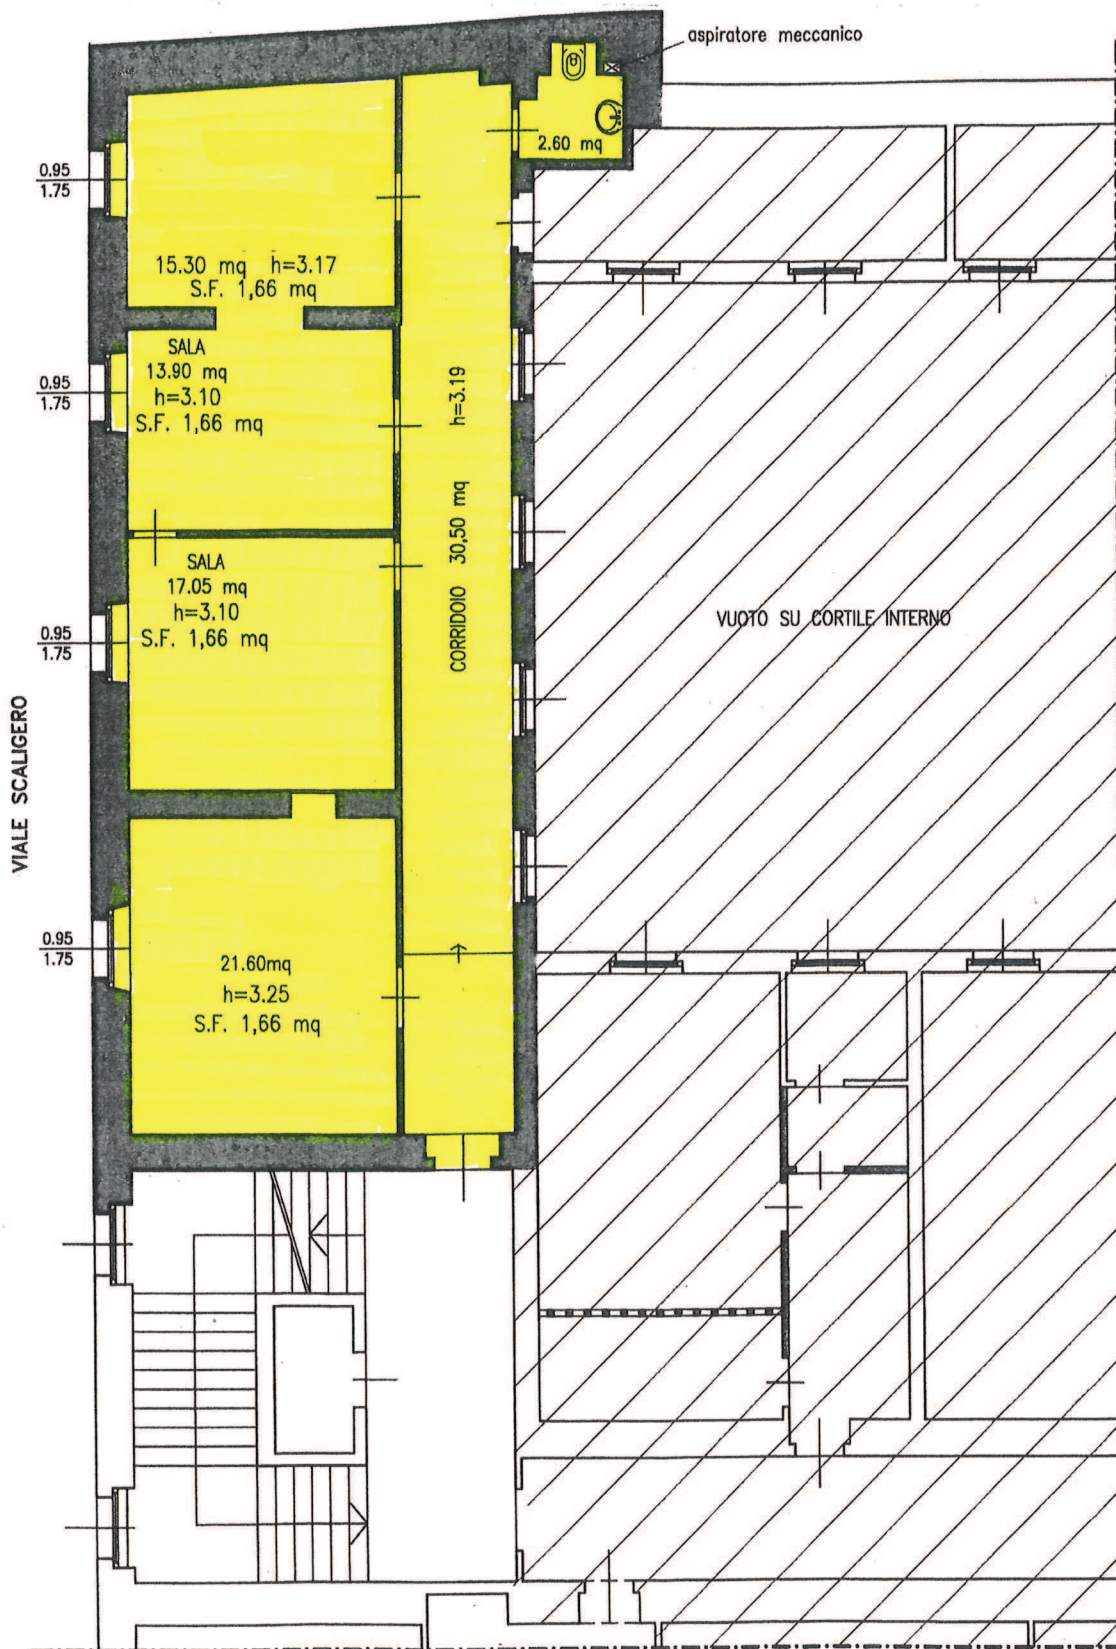 aspiratore meccanico
2.60 mq
0.95
1.75
15.30 mq h=3.17
S.F. 1,66 mq
SALA
13.90 mq
h=3.10
S.F. 1,66 mq
0.95
1.75
CORRIDOIO 30,50 mq h=3.19
SALA
17.05 mq
h=3.10
S.F. 1,66 mq
0.95
1.75
VUOTO SU CORTILE INTERNO
VIALE SCALIGERO
0.95
1.75
21.60mq
h=3.25
S.F. 1,66 mq